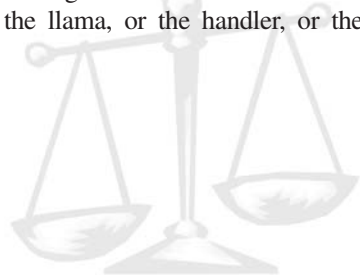 the llama, or the handler, or the